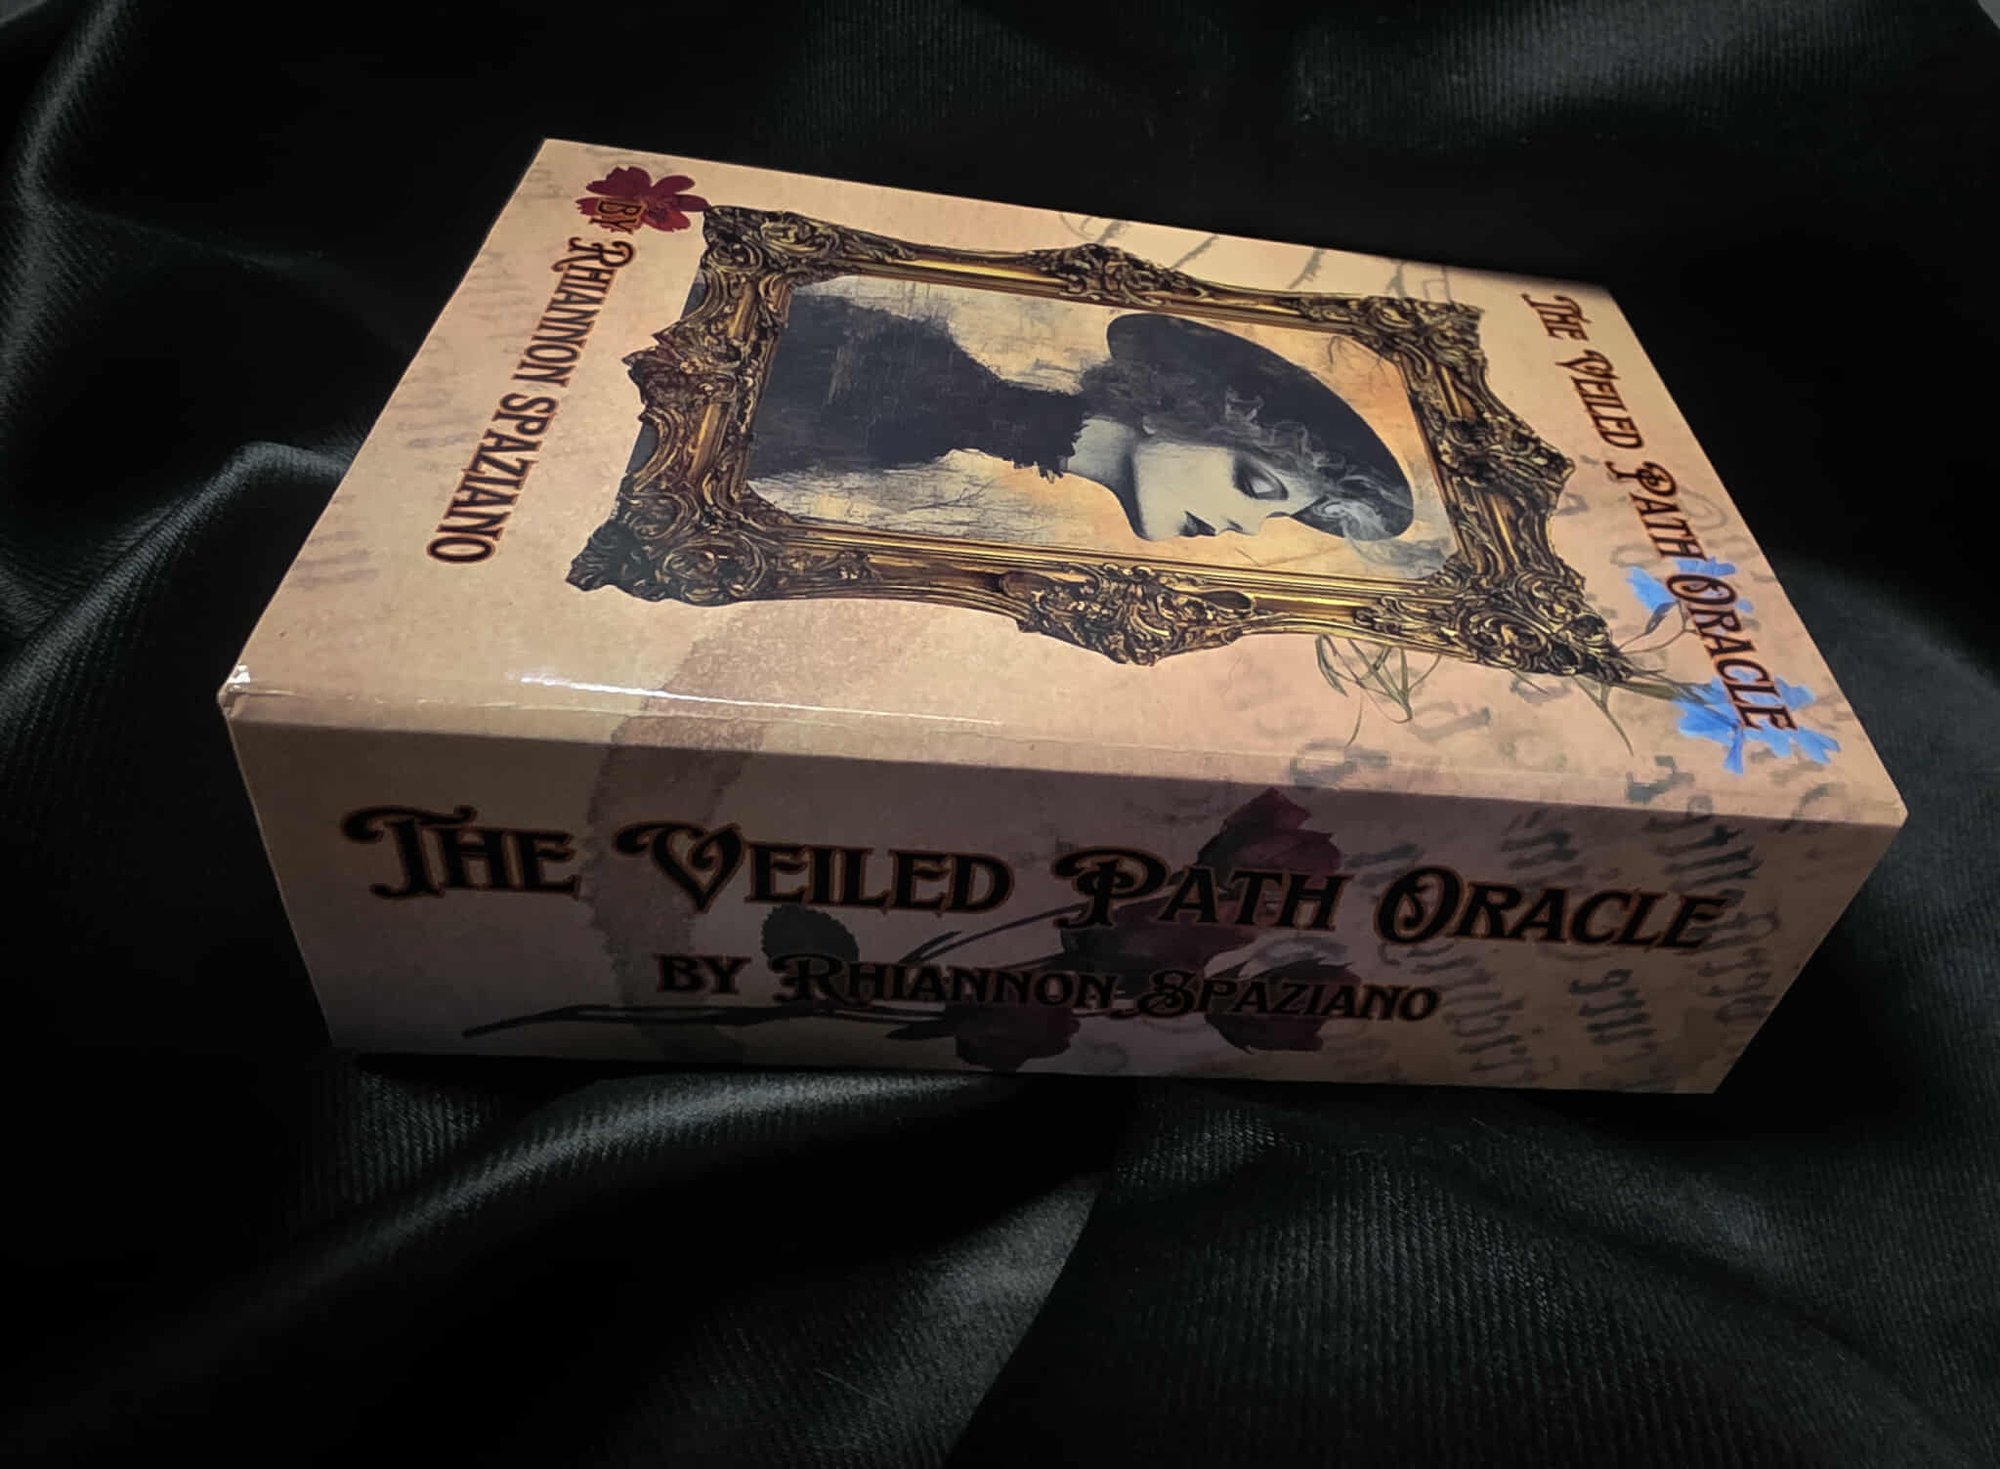 The Veiled Path Oracle
By Rhiannon Spaziano
The Veiled Path Oracle
by Rhiannon Spaziano